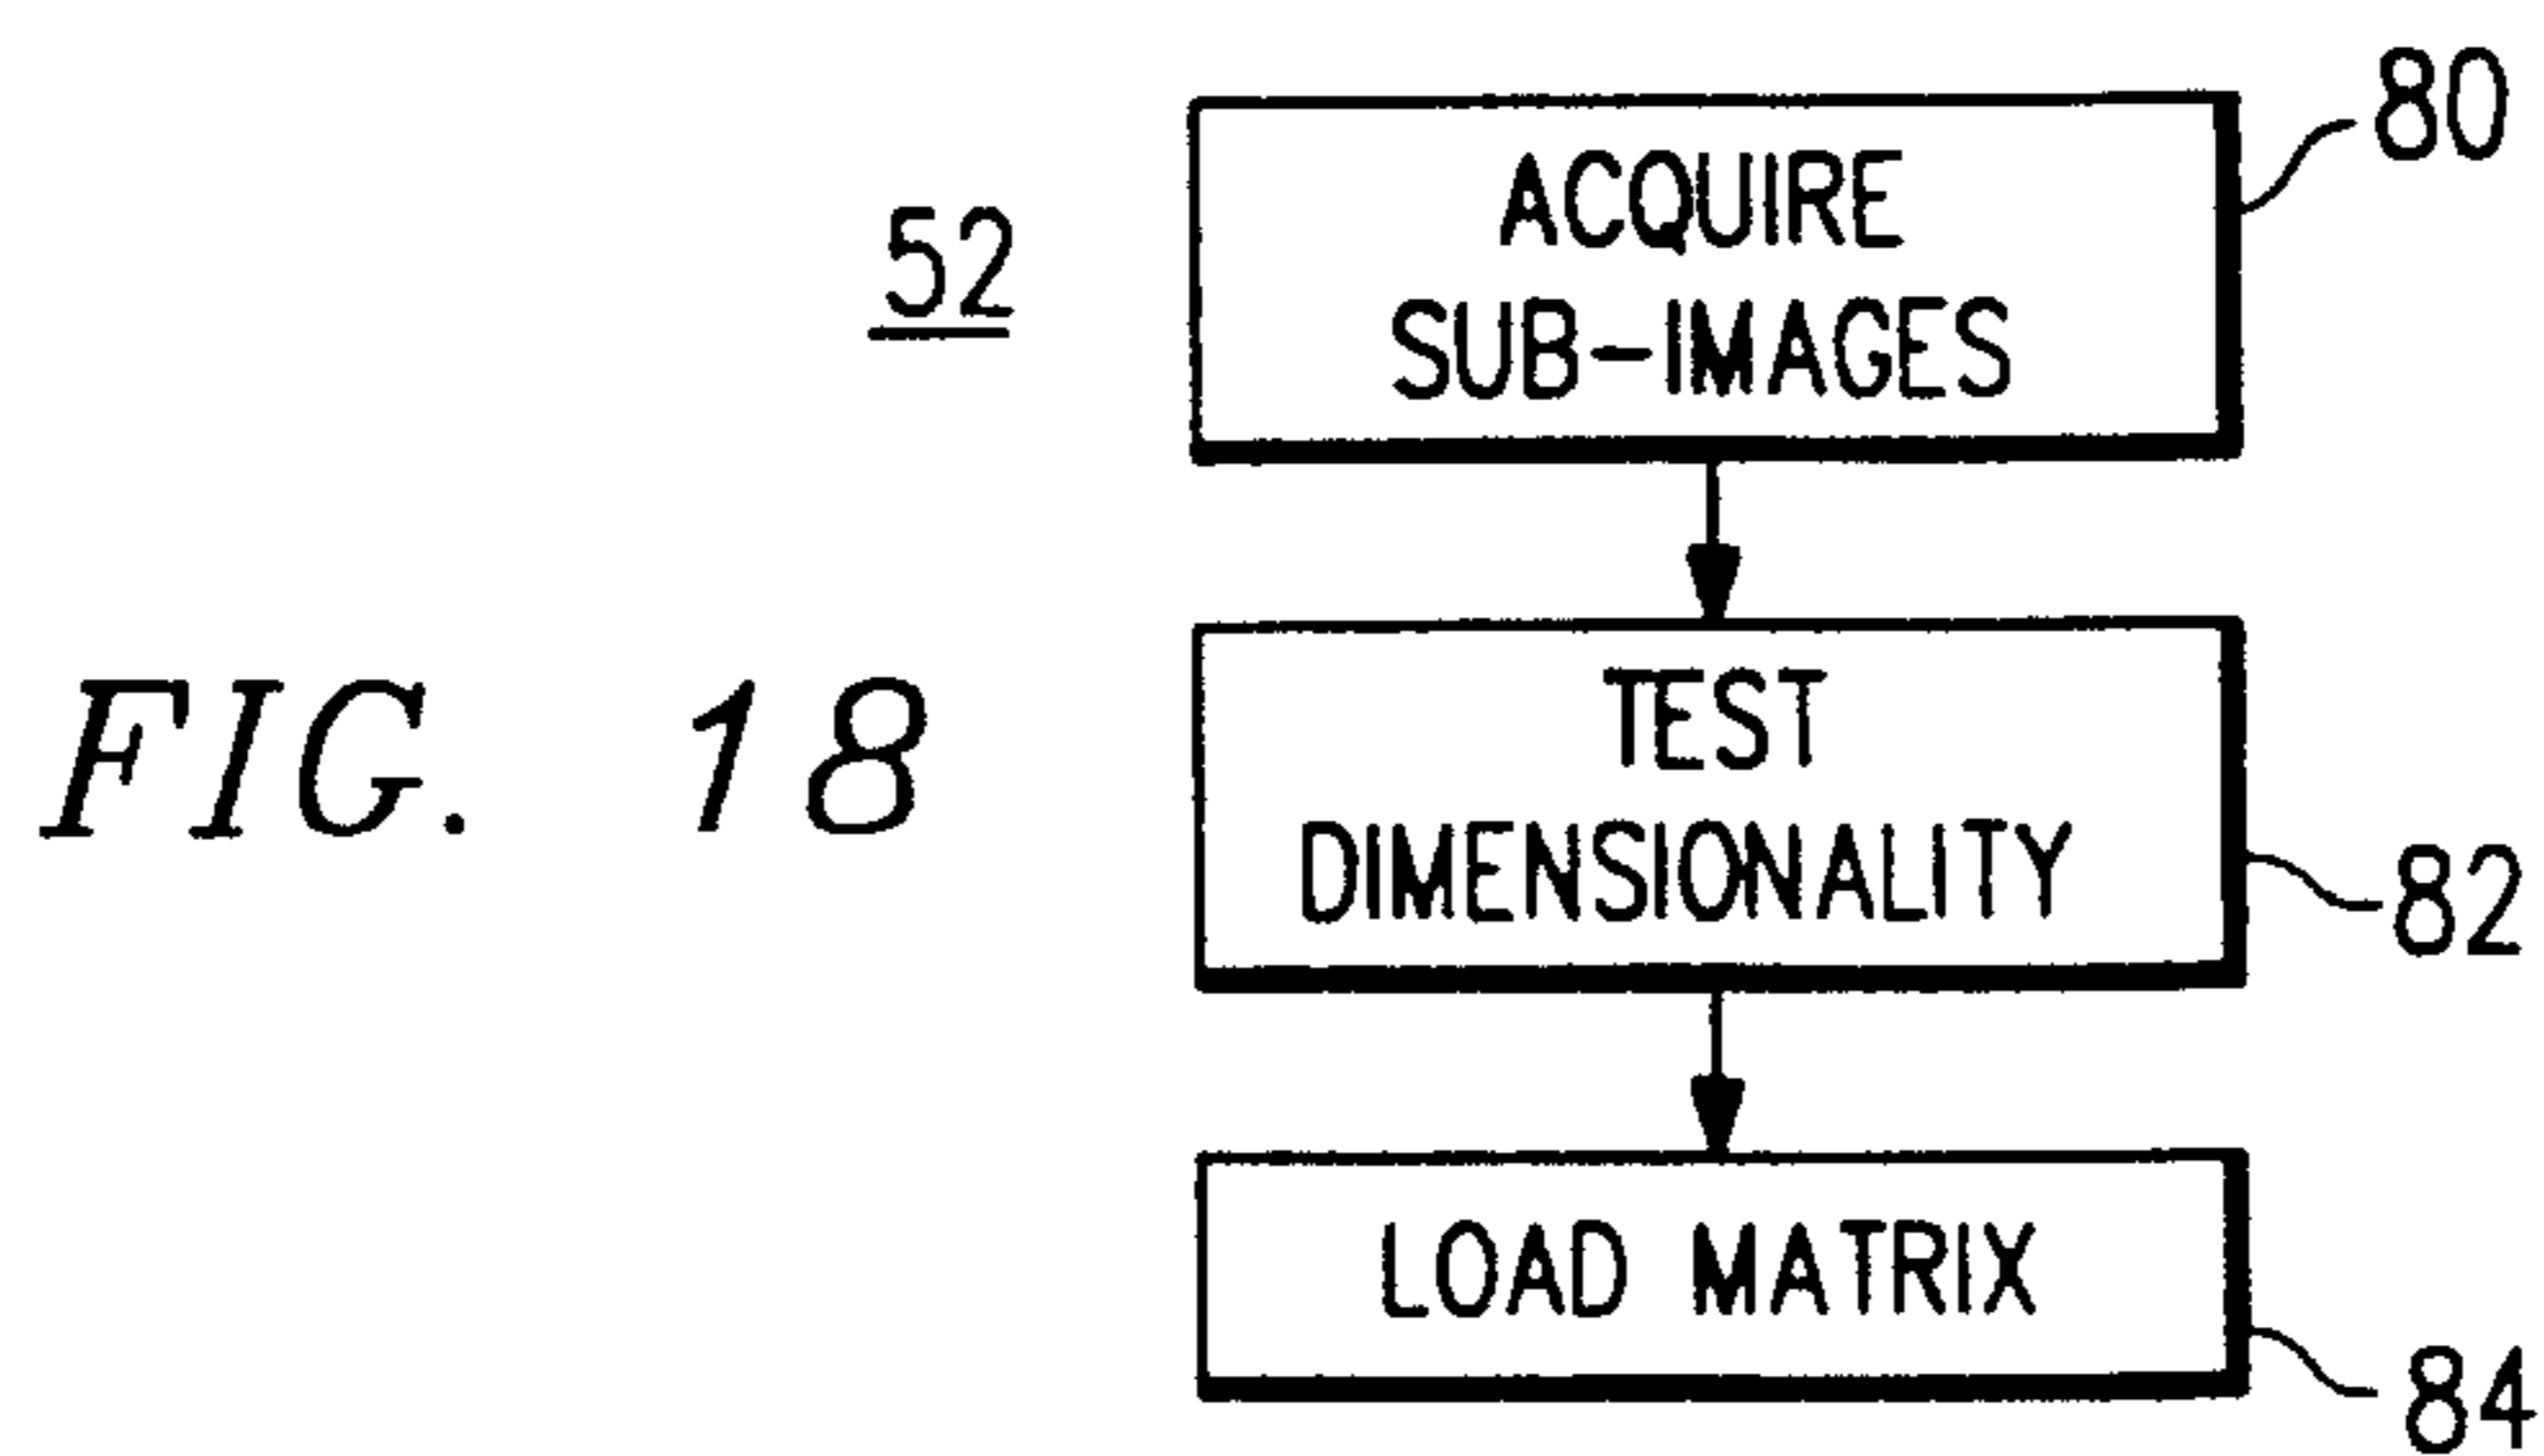 80
ACQUIRE
SUB-IMAGES
52
TEST
DIMENSIONALITY
FIG. 18
82
LOAD MATRIX
84